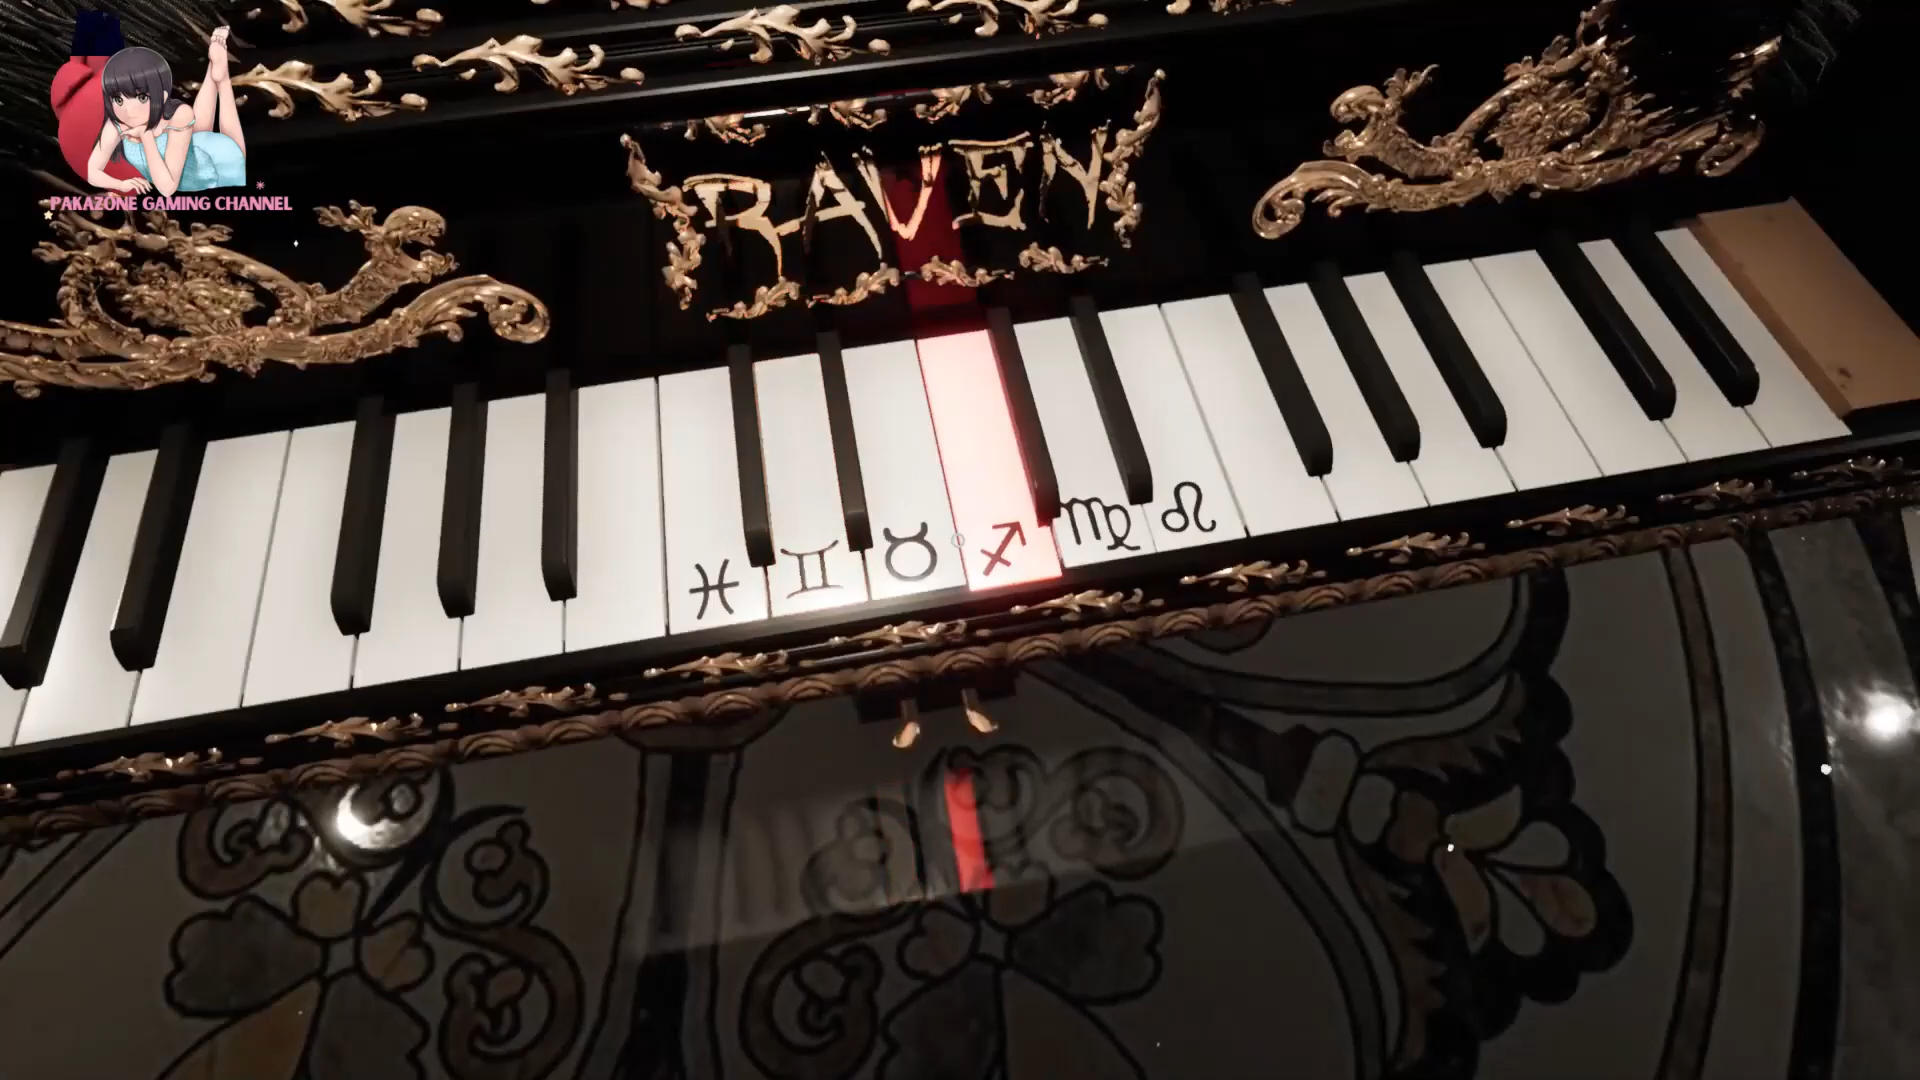 RAVEN
PAKAZONE GAMING CHANNEL
♓ ♊ ♉ ♐ ♍ ♌